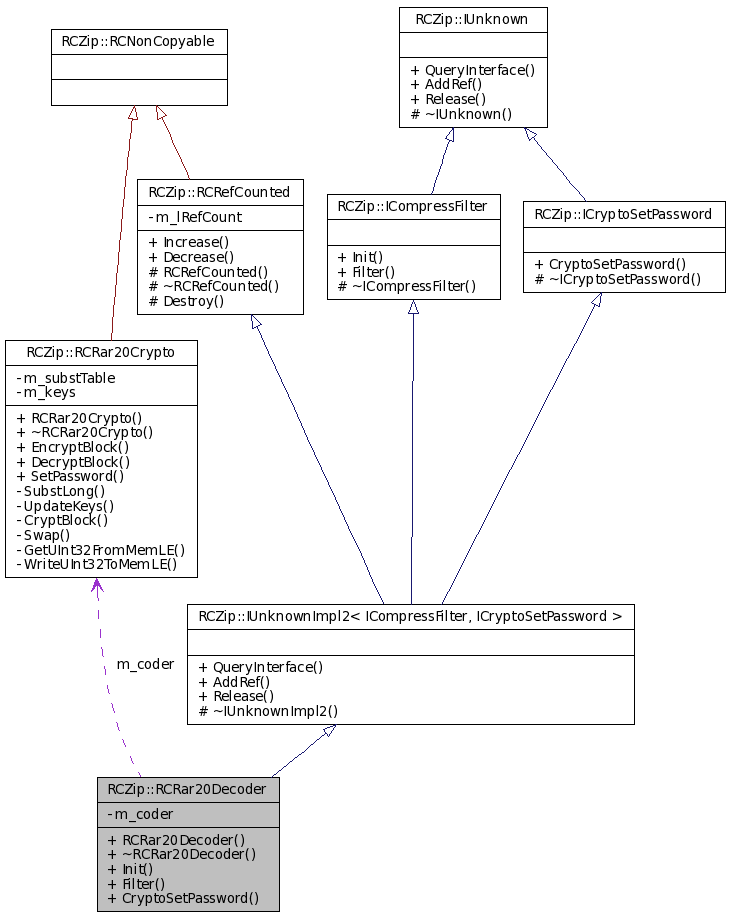 RCZip::RCNonCopyable
RCZip::IUnknown
+ QueryInterface()
+ AddRef()
+ Release()
# ~IUnknown()
RCZip::RCRefCounted
- m_lRefCount
+ Increase()
+ Decrease()
# RCRefCounted()
# ~RCRefCounted()
# Destroy()
RCZip::ICompressFilter
+ Init()
+ Filter()
# ~ICompressFilter()
RCZip::ICryptoSetPassword
+ CryptoSetPassword()
# ~ICryptoSetPassword()
RCZip::RCRar20Crypto
- m_substTable
- m_keys
+ RCRar20Crypto()
+ ~RCRar20Crypto()
+ EncryptBlock()
+ DecryptBlock()
+ SetPassword()
- SubstLong()
- UpdateKeys()
- CryptBlock()
- Swap()
- GetUInt32FromMemLE()
- WriteUInt32ToMemLE()
RCZip::IUnknownImpl2< ICompressFilter, ICryptoSetPassword >
+ QueryInterface()
+ AddRef()
+ Release()
# ~IUnknownImpl2()
m_coder
RCZip::RCRar20Decoder
- m_coder
+ RCRar20Decoder()
+ ~RCRar20Decoder()
+ Init()
+ Filter()
+ CryptoSetPassword()